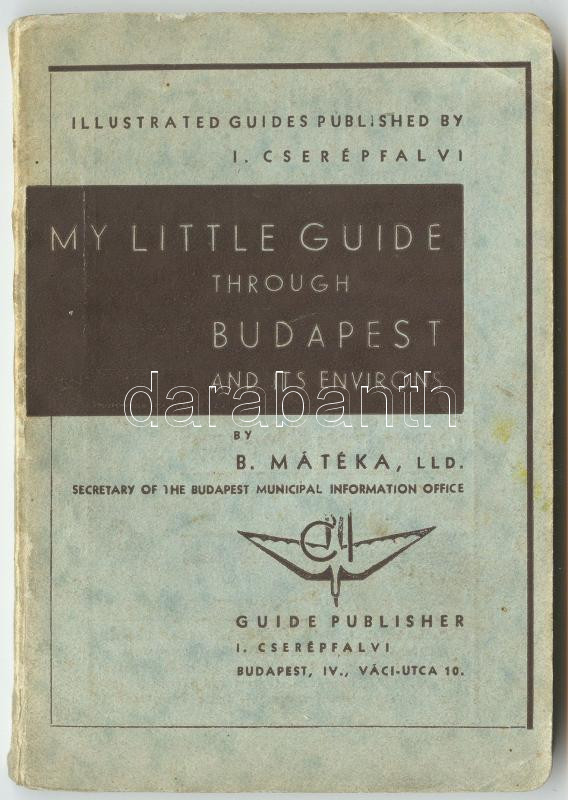 ILLUSTRATED GUIDES PUBLISHED BY
I. CSERÉPFALVI
MY LITTLE GUIDE
THROUGH
BUDAPEST
AND ITS ENVIRONS
darabanth
BY
B. MÁTÉKA, LLD.
SECRETARY OF THE BUDAPEST MUNICIPAL INFORMATION OFFICE
GUIDE PUBLISHER
I. CSERÉPFALVI
BUDAPEST, IV., VÁCI-UTCA 10.